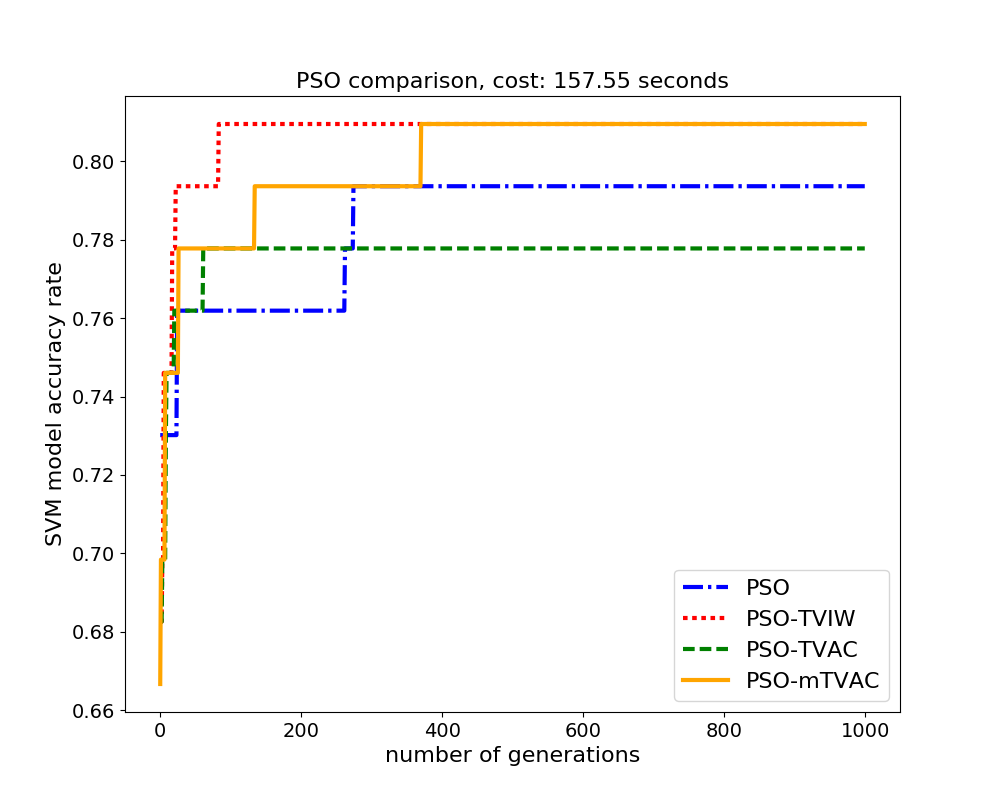 PSO comparison, cost: 157.55 seconds
SVM model accuracy rate
0.80
0.78
0.76
0.74
0.72
0.70
0.68
0.66
0 200 400 600 800 1000
number of generations
PSO
PSO-TVIW
PSO-TVAC
PSO-mTVAC